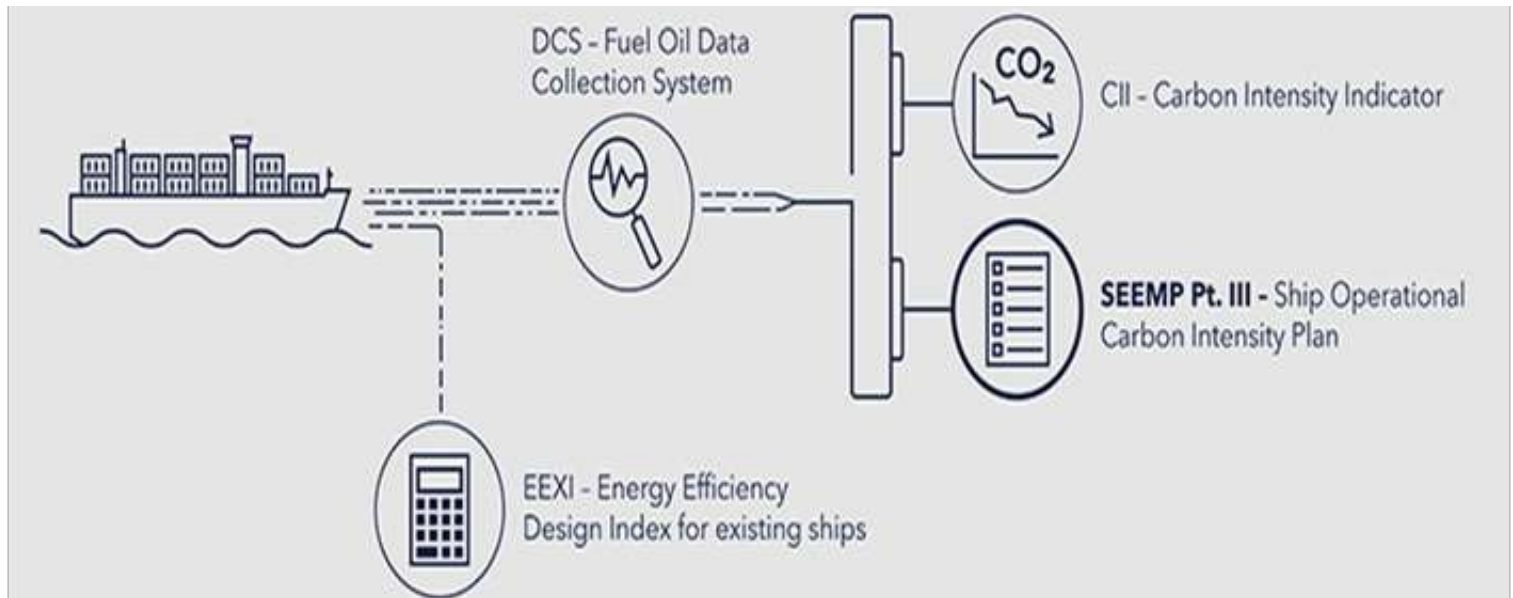 DCS - Fuel Oil Data
Collection System
CO₂
CII - Carbon Intensity Indicator
SEEMP Pt. III - Ship Operational
Carbon Intensity Plan
EEXI - Energy Efficiency
Design Index for existing ships